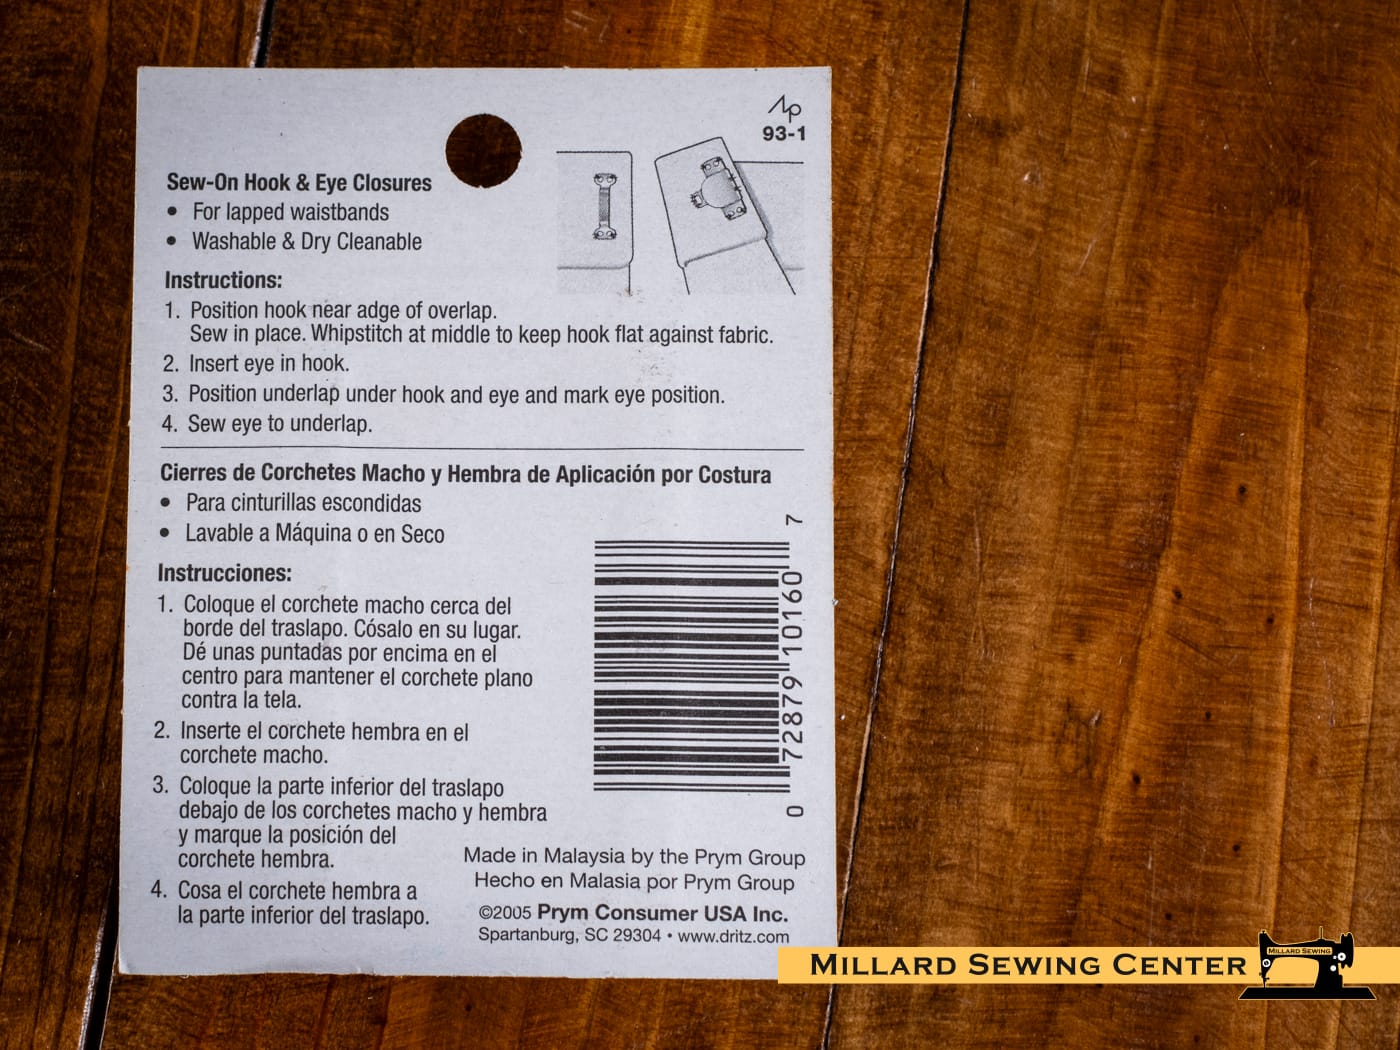 93-1
Sew-On Hook & Eye Closures
• For lapped waistbands
• Washable & Dry Cleanable
Instructions:
1. Position hook near adge of overlap.
Sew in place. Whipstitch at middle to keep hook flat against fabric.
2. Insert eye in hook.
3. Position underlap under hook and eye and mark eye position.
4. Sew eye to underlap.
Cierres de Corchetes Macho y Hembra de Aplicación por Costura
• Para cinturillas escondidas
• Lavable a Máquina o en Seco
Instrucciones:
1. Coloque el corchete macho cerca del
borde del traslapo. Cósalo en su lugar.
Dé unas puntadas por encima en el
centro para mantener el corchete plano
contra la tela.
2. Inserte el corchete hembra en el
corchete macho.
3. Coloque la parte inferior del traslapo
debajo de los corchetes macho y hembra
y marque la posición del
corchete hembra.
4. Cosa el corchete hembra a
la parte inferior del traslapo.
0 72879 10160 7
Made in Malaysia by the Prym Group
Hecho en Malasia por Prym Group
©2005 Prym Consumer USA Inc.
Spartanburg, SC 29304 • www.dritz.com
Millard Sewing Center
Millard Sewing